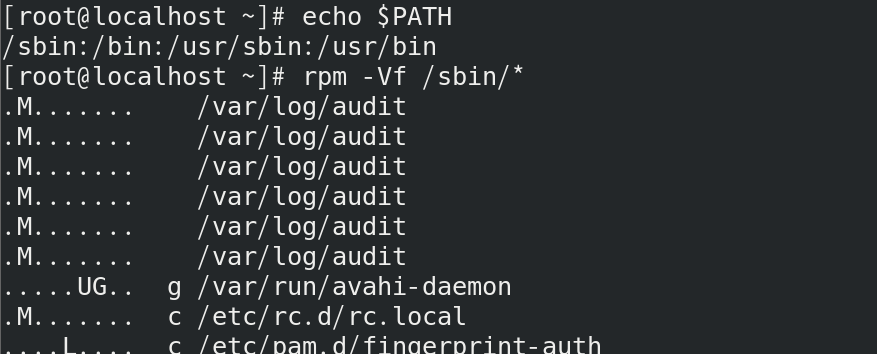 [root@localhost ~]# echo $PATH
/sbin:/bin:/usr/sbin:/usr/bin
[root@localhost ~]# rpm -Vf /sbin/*
.M.......    /var/log/audit
.M.......    /var/log/audit
.M.......    /var/log/audit
.M.......    /var/log/audit
.M.......    /var/log/audit
.M.......    /var/log/audit
.....UG..  g /var/run/avahi-daemon
.M.......  c /etc/rc.d/rc.local
....L....  c /etc/pam.d/fingerprint-auth